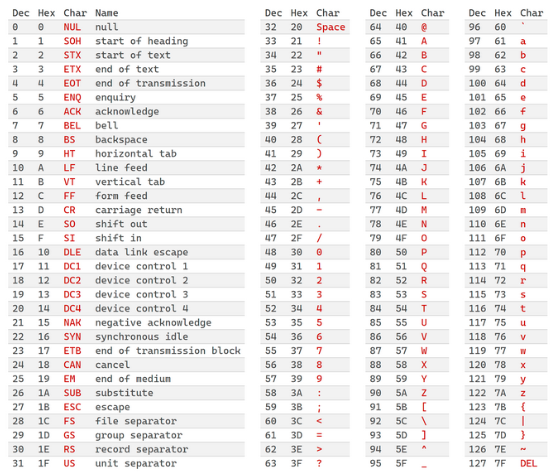 Dec Hex Char Name Dec Hex Char Dec Hex Char Dec Hex Char
0 0 NUL null 32 20 Space 64 40 @ 96 60 `
1 1 SOH start of heading 33 21 ! 65 41 A 97 61 a
2 2 STX start of text 34 22 " 66 42 B 98 62 b
3 3 ETX end of text 35 23 # 67 43 C 99 63 c
4 4 EOT end of transmission 36 24 $ 68 44 D 100 64 d
5 5 ENQ enquiry 37 25 % 69 45 E 101 65 e
6 6 ACK acknowledge 38 26 & 70 46 F 102 66 f
7 7 BEL bell 39 27 ' 71 47 G 103 67 g
8 8 BS backspace 40 28 ( 72 48 H 104 68 h
9 9 HT horizontal tab 41 29 ) 73 49 I 105 69 i
10 A LF line feed 42 2A * 74 4A J 106 6A j
11 B VT vertical tab 43 2B + 75 4B K 107 6B k
12 C FF form feed 44 2C , 76 4C L 108 6C l
13 D CR carriage return 45 2D - 77 4D M 109 6D m
14 E SO shift out 46 2E . 78 4E N 110 6E n
15 F SI shift in 47 2F / 79 4F O 111 6F o
16 10 DLE data link escape 48 30 0 80 50 P 112 70 p
17 11 DC1 device control 1 49 31 1 81 51 Q 113 71 q
18 12 DC2 device control 2 50 32 2 82 52 R 114 72 r
19 13 DC3 device control 3 51 33 3 83 53 S 115 73 s
20 14 DC4 device control 4 52 34 4 84 54 T 116 74 t
21 15 NAK negative acknowledge 53 35 5 85 55 U 117 75 u
22 16 SYN synchronous idle 54 36 6 86 56 V 118 76 v
23 17 ETB end of transmission block 55 37 7 87 57 W 119 77 w
24 18 CAN cancel 56 38 8 88 58 X 120 78 x
25 19 EM end of medium 57 39 9 89 59 Y 121 79 y
26 1A SUB substitute 58 3A : 90 5A Z 122 7A z
27 1B ESC escape 59 3B ; 91 5B [ 123 7B {
28 1C FS file separator 60 3C < 92 5C \ 124 7C |
29 1D GS group separator 61 3D = 93 5D ] 125 7D }
30 1E RS record separator 62 3E > 94 5E ^ 126 7E ~
31 1F US unit separator 63 3F ? 95 5F _ 127 7F DEL